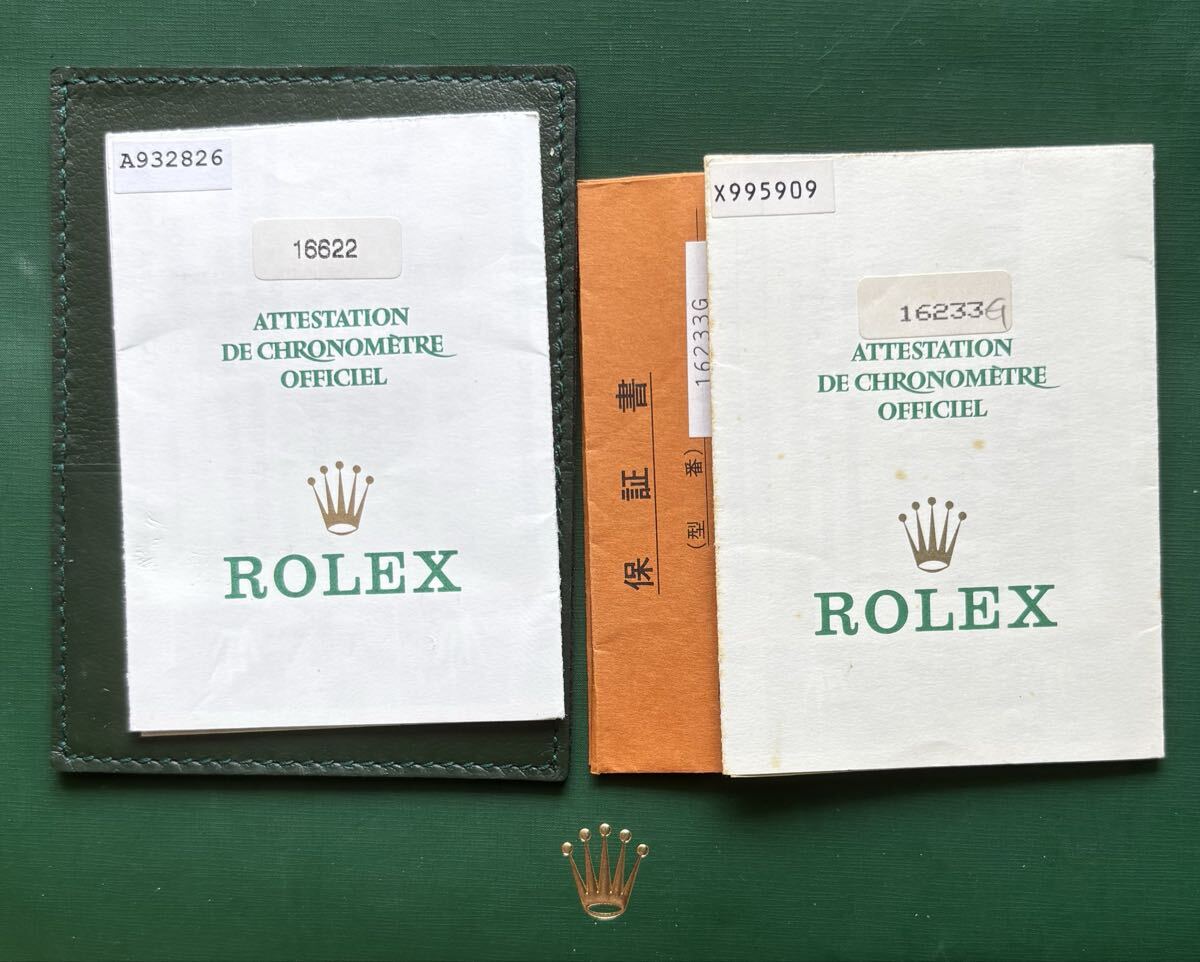 A932826
16622
ATTESTATION
DE CHRONOMÈTRE
OFFICIEL
ROLEX
保証書
(型番)
16233G
X995909
16233G
ATTESTATION
DE CHRONOMÈTRE
OFFICIEL
ROLEX